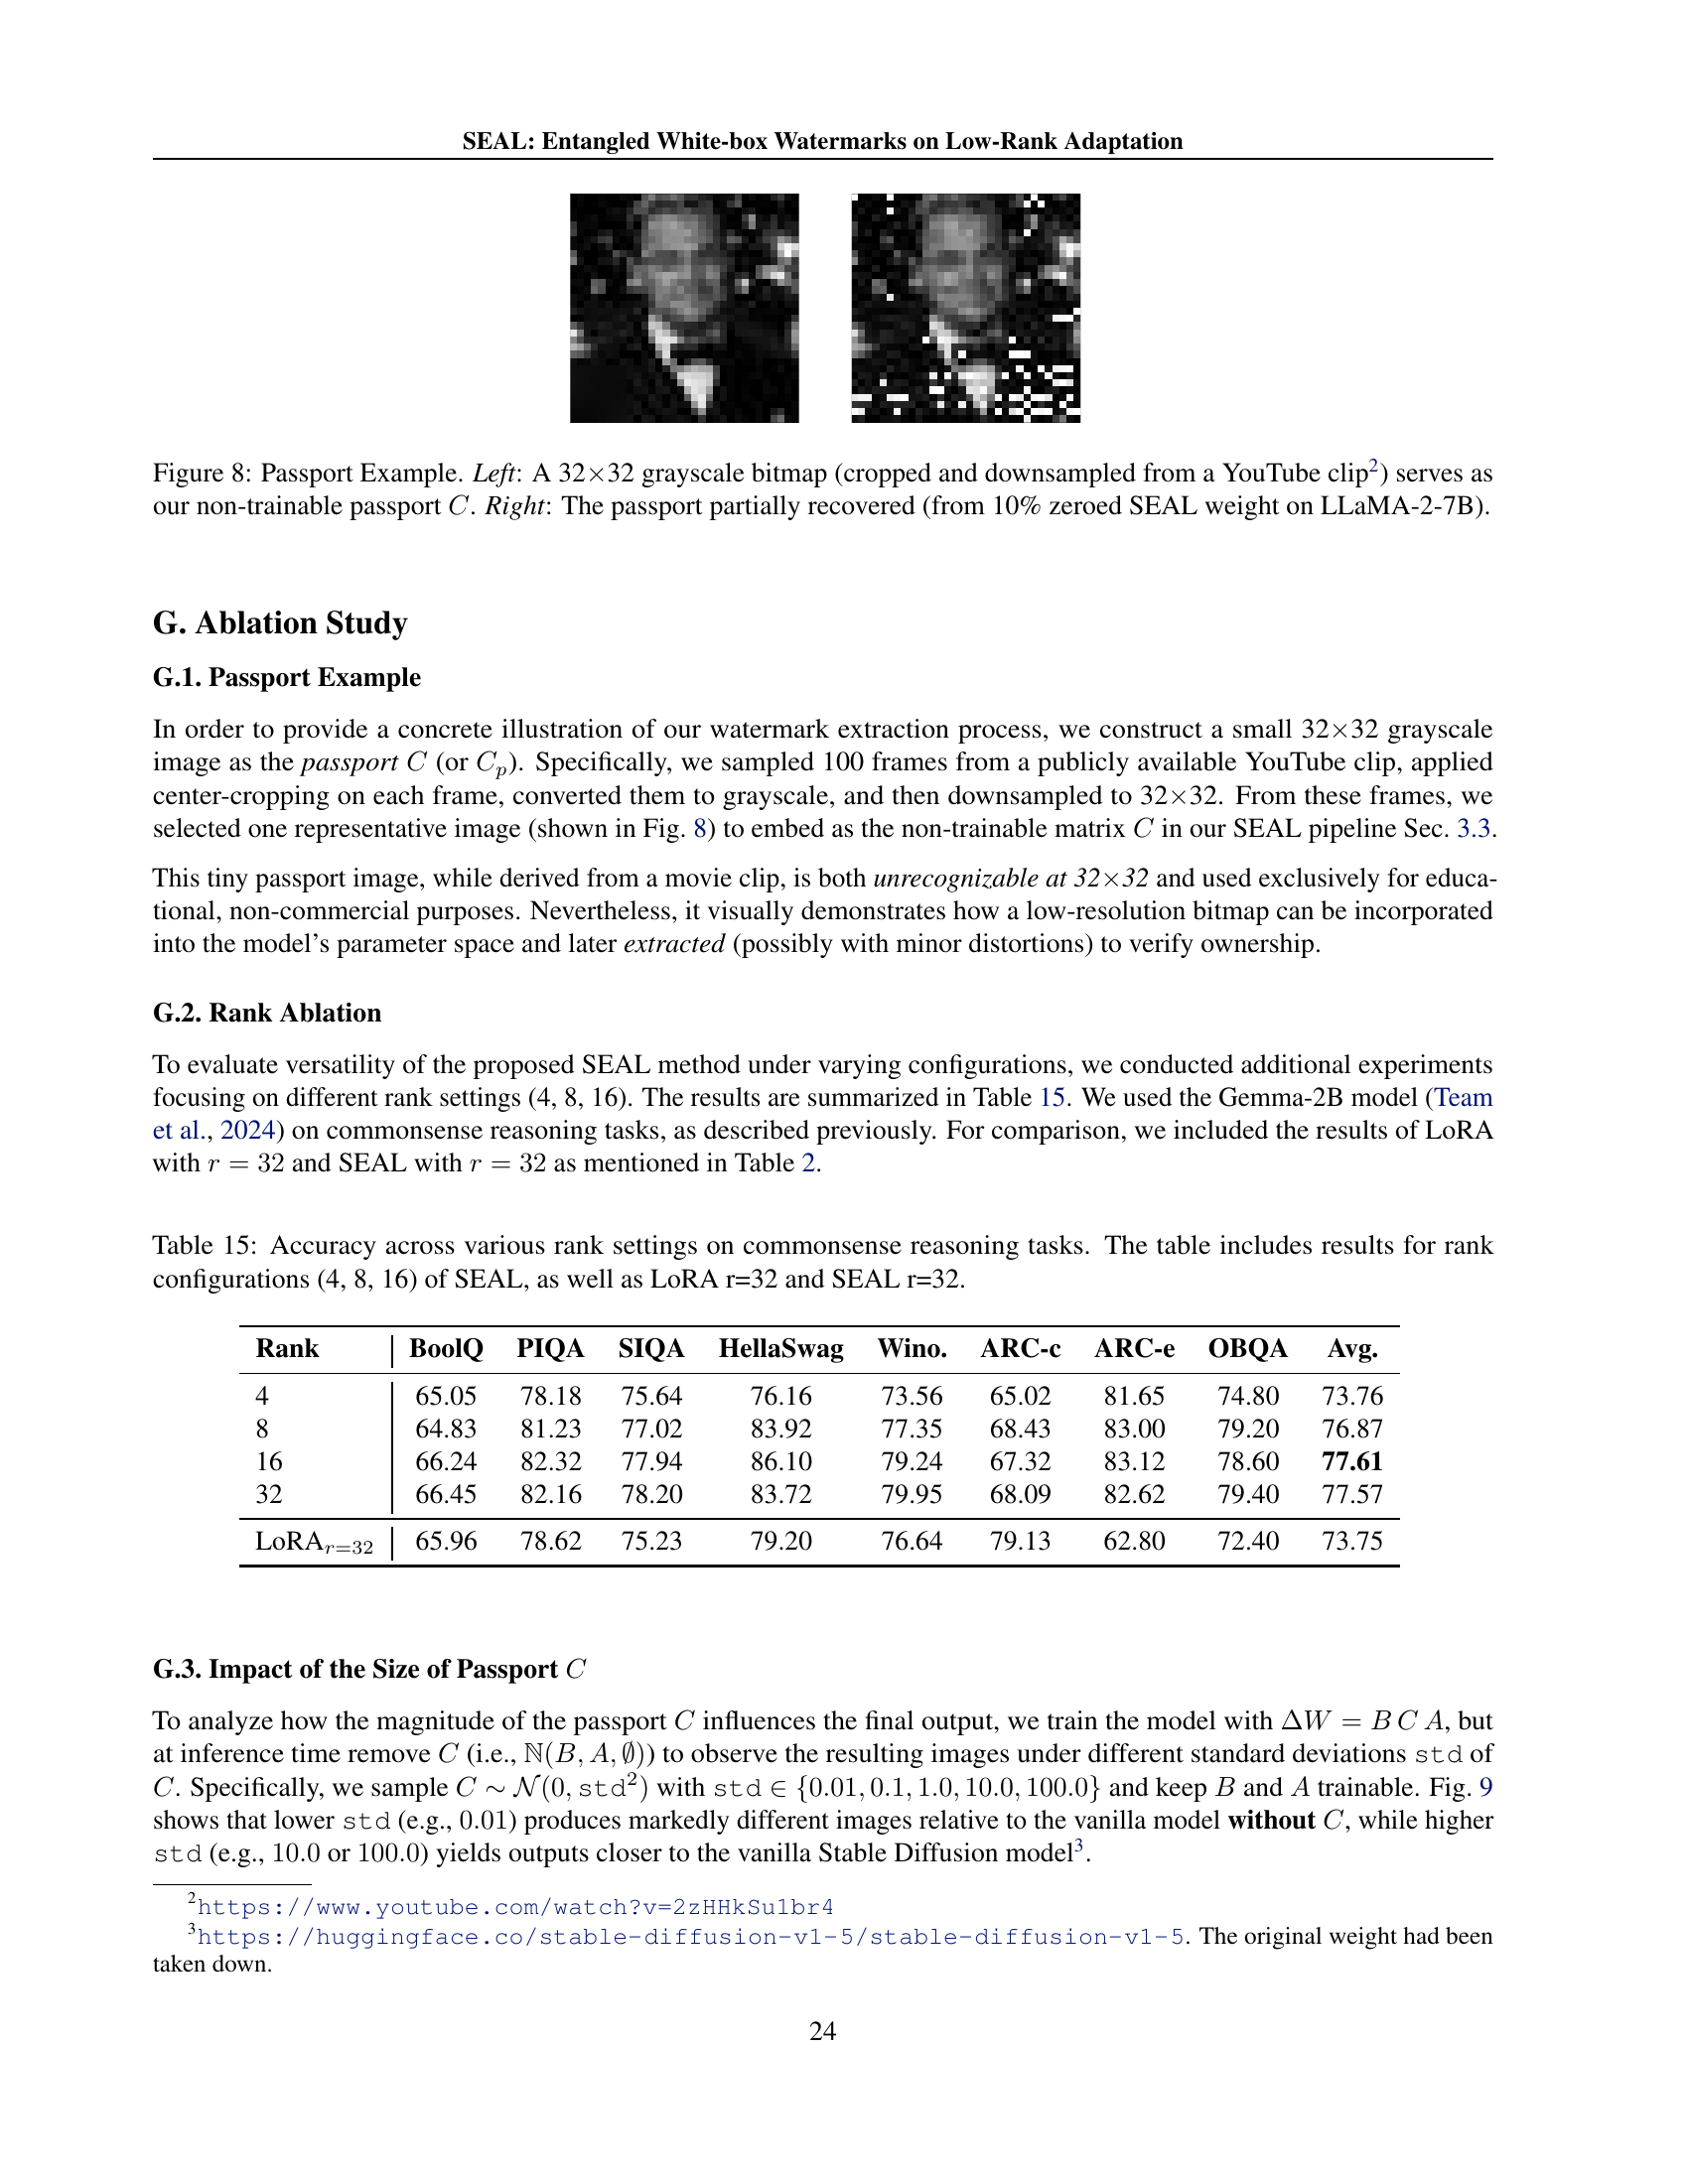 SEAL: Entangled White-box Watermarks on Low-Rank Adaptation
Figure 8: Passport Example. Left: A 32×32 grayscale bitmap (cropped and downsampled from a YouTube clip²) serves as
our non-trainable passport C. Right: The passport partially recovered (from 10% zeroed SEAL weight on LLaMA-2-7B).
G. Ablation Study
G.1. Passport Example
In order to provide a concrete illustration of our watermark extraction process, we construct a small 32×32 grayscale
image as the passport C (or Cₚ). Specifically, we sampled 100 frames from a publicly available YouTube clip, applied
center-cropping on each frame, converted them to grayscale, and then downsampled to 32×32. From these frames, we
selected one representative image (shown in Fig. 8) to embed as the non-trainable matrix C in our SEAL pipeline Sec. 3.3.
This tiny passport image, while derived from a movie clip, is both unrecognizable at 32×32 and used exclusively for educa-
tional, non-commercial purposes. Nevertheless, it visually demonstrates how a low-resolution bitmap can be incorporated
into the model's parameter space and later extracted (possibly with minor distortions) to verify ownership.
G.2. Rank Ablation
To evaluate versatility of the proposed SEAL method under varying configurations, we conducted additional experiments
focusing on different rank settings (4, 8, 16). The results are summarized in Table 15. We used the Gemma-2B model (Team
et al., 2024) on commonsense reasoning tasks, as described previously. For comparison, we included the results of LoRA
with r = 32 and SEAL with r = 32 as mentioned in Table 2.
Table 15: Accuracy across various rank settings on commonsense reasoning tasks. The table includes results for rank
configurations (4, 8, 16) of SEAL, as well as LoRA r=32 and SEAL r=32.
Rank BoolQ PIQA SIQA HellaSwag Wino. ARC-c ARC-e OBQA Avg.
4 65.05 78.18 75.64 76.16 73.56 65.02 81.65 74.80 73.76
8 64.83 81.23 77.02 83.92 77.35 68.43 83.00 79.20 76.87
16 66.24 82.32 77.94 86.10 79.24 67.32 83.12 78.60 77.61
32 66.45 82.16 78.20 83.72 79.95 68.09 82.62 79.40 77.57
LoRAr=32 65.96 78.62 75.23 79.20 76.64 79.13 62.80 72.40 73.75
G.3. Impact of the Size of Passport C
To analyze how the magnitude of the passport C influences the final output, we train the model with ΔW = B C A, but
at inference time remove C (i.e., ℕ(B, A, ∅)) to observe the resulting images under different standard deviations std of
C. Specifically, we sample C ∼ 𝒩(0, std²) with std ∈ {0.01, 0.1, 1.0, 10.0, 100.0} and keep B and A trainable. Fig. 9
shows that lower std (e.g., 0.01) produces markedly different images relative to the vanilla model without C, while higher
std (e.g., 10.0 or 100.0) yields outputs closer to the vanilla Stable Diffusion model³.
²https://www.youtube.com/watch?v=2zHHkSu1br4
³https://huggingface.co/stable-diffusion-v1-5/stable-diffusion-v1-5. The original weight had been
taken down.
24